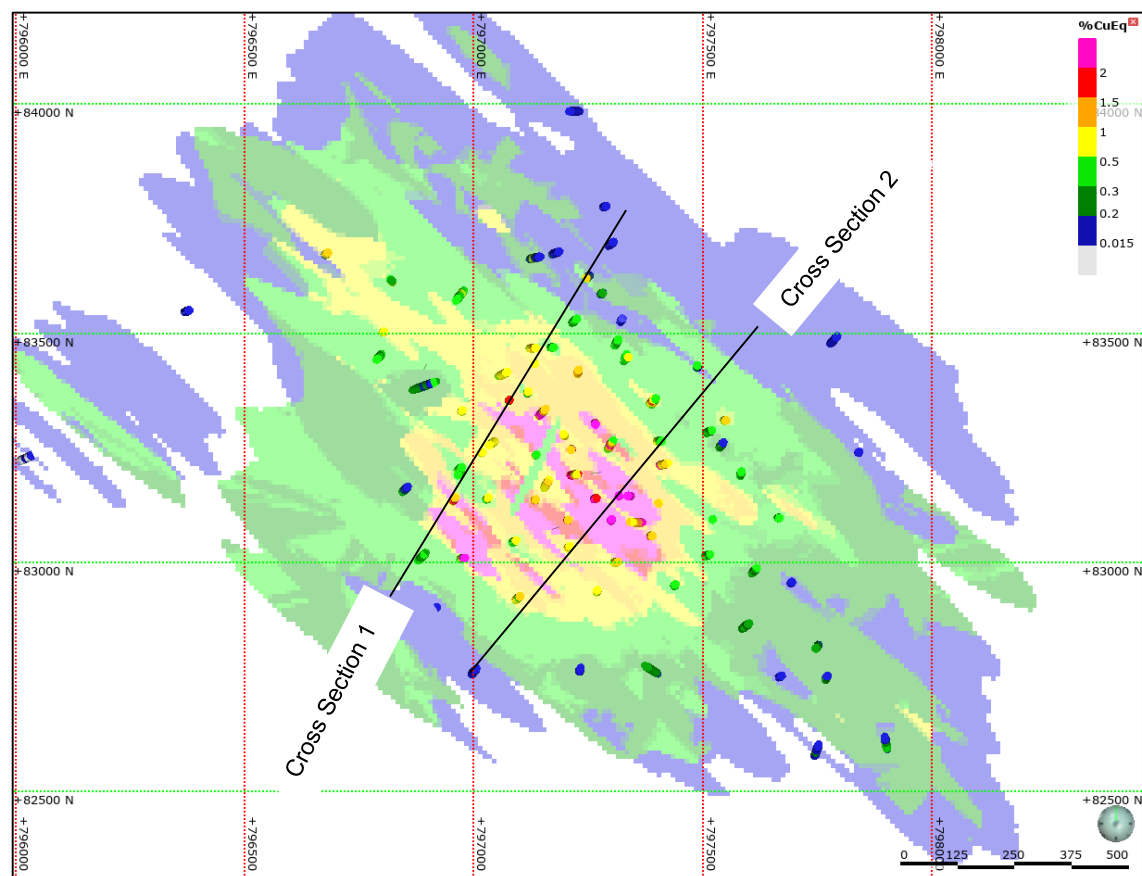 +796000 E
+796500 E
+797000 E
+797500 E
+798000 E
%CuEq
2
1.5
1
0.5
0.3
0.2
0.015
+84000 N
84000 N
Cross Section 2
+83500 N
+83500 N
+83000 N
+83000 N
Cross Section 1
+82500 N
+82500 N
+796000
+796500
+797000
+797500
+798000 E
0 125 250 375 500